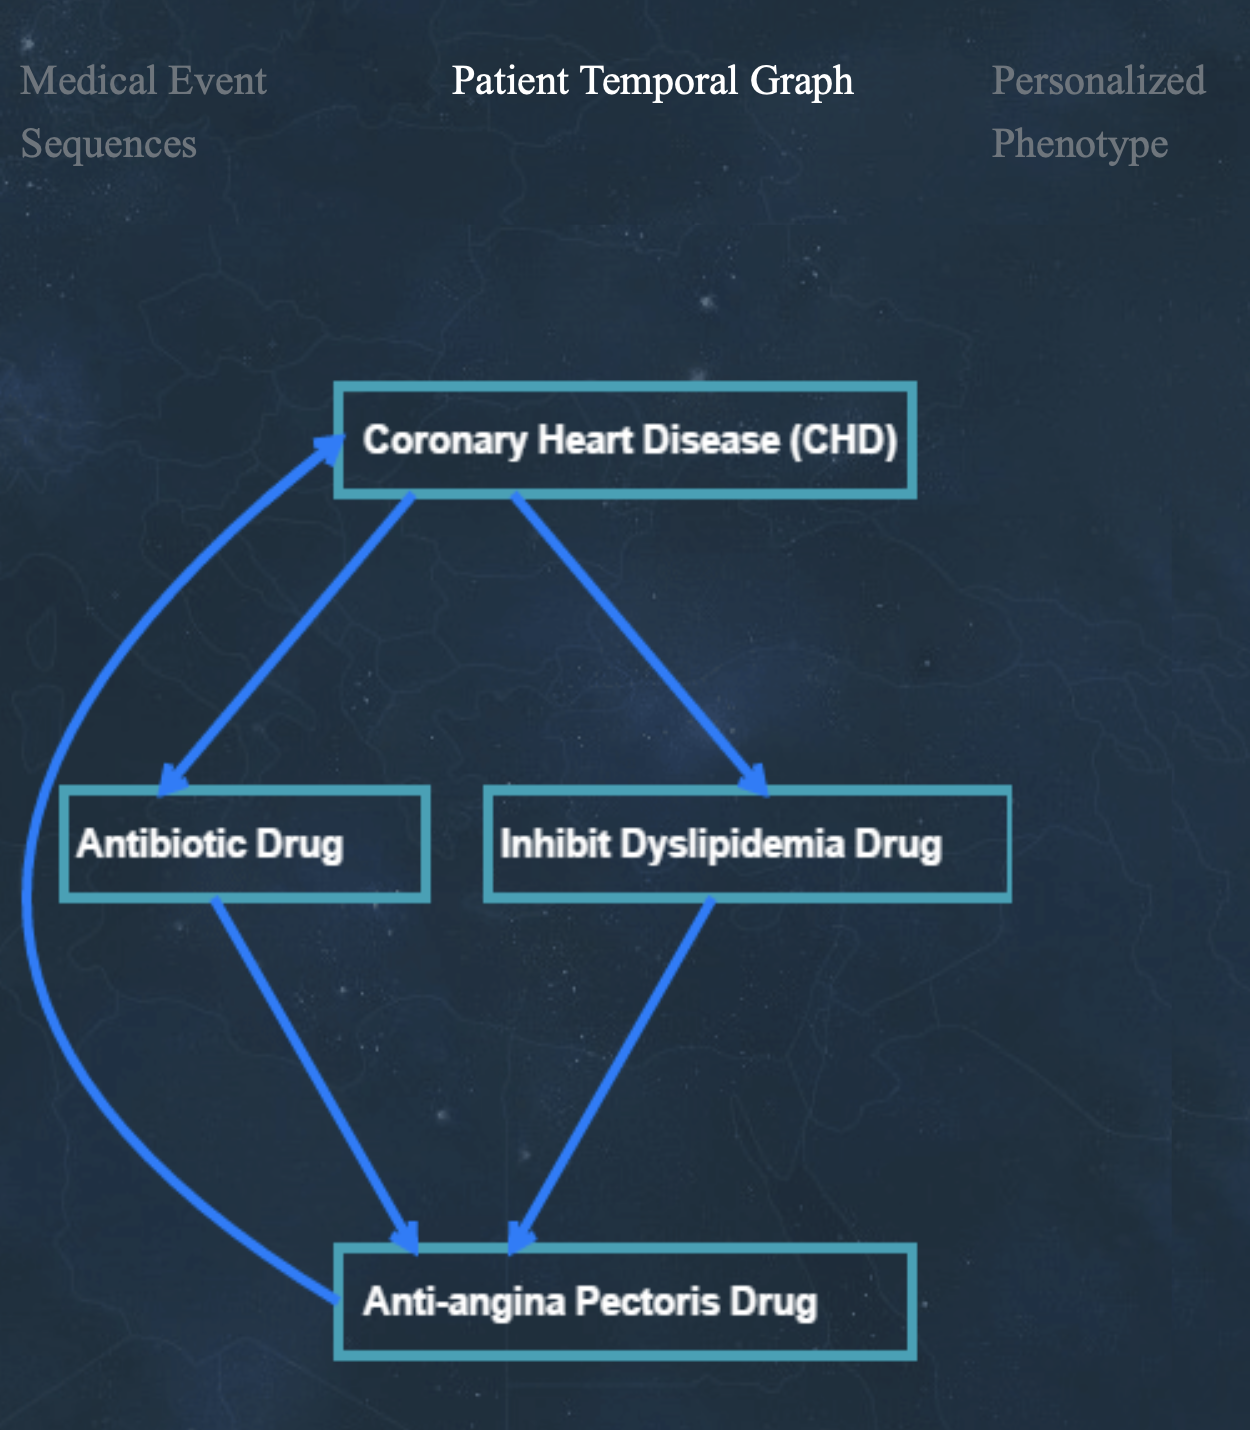 Medical Event
Sequences
Patient Temporal Graph
Personalized
Phenotype
Coronary Heart Disease (CHD)
Antibiotic Drug
Inhibit Dyslipidemia Drug
Anti-angina Pectoris Drug